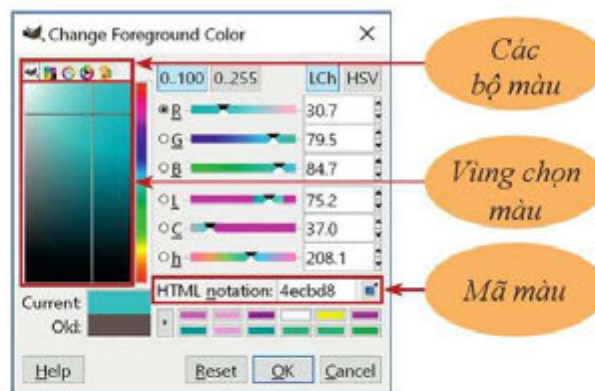 Change Foreground Color
0..100 0..255 LCh HSV
R 30.7
G 79.5
B 84.7
L 75.2
C 37.0
h 208.1
HTML notation: 4ecbd8
Current:
Old:
Help Reset OK Cancel
Các
bộ màu
Vùng chọn
màu
Mã màu